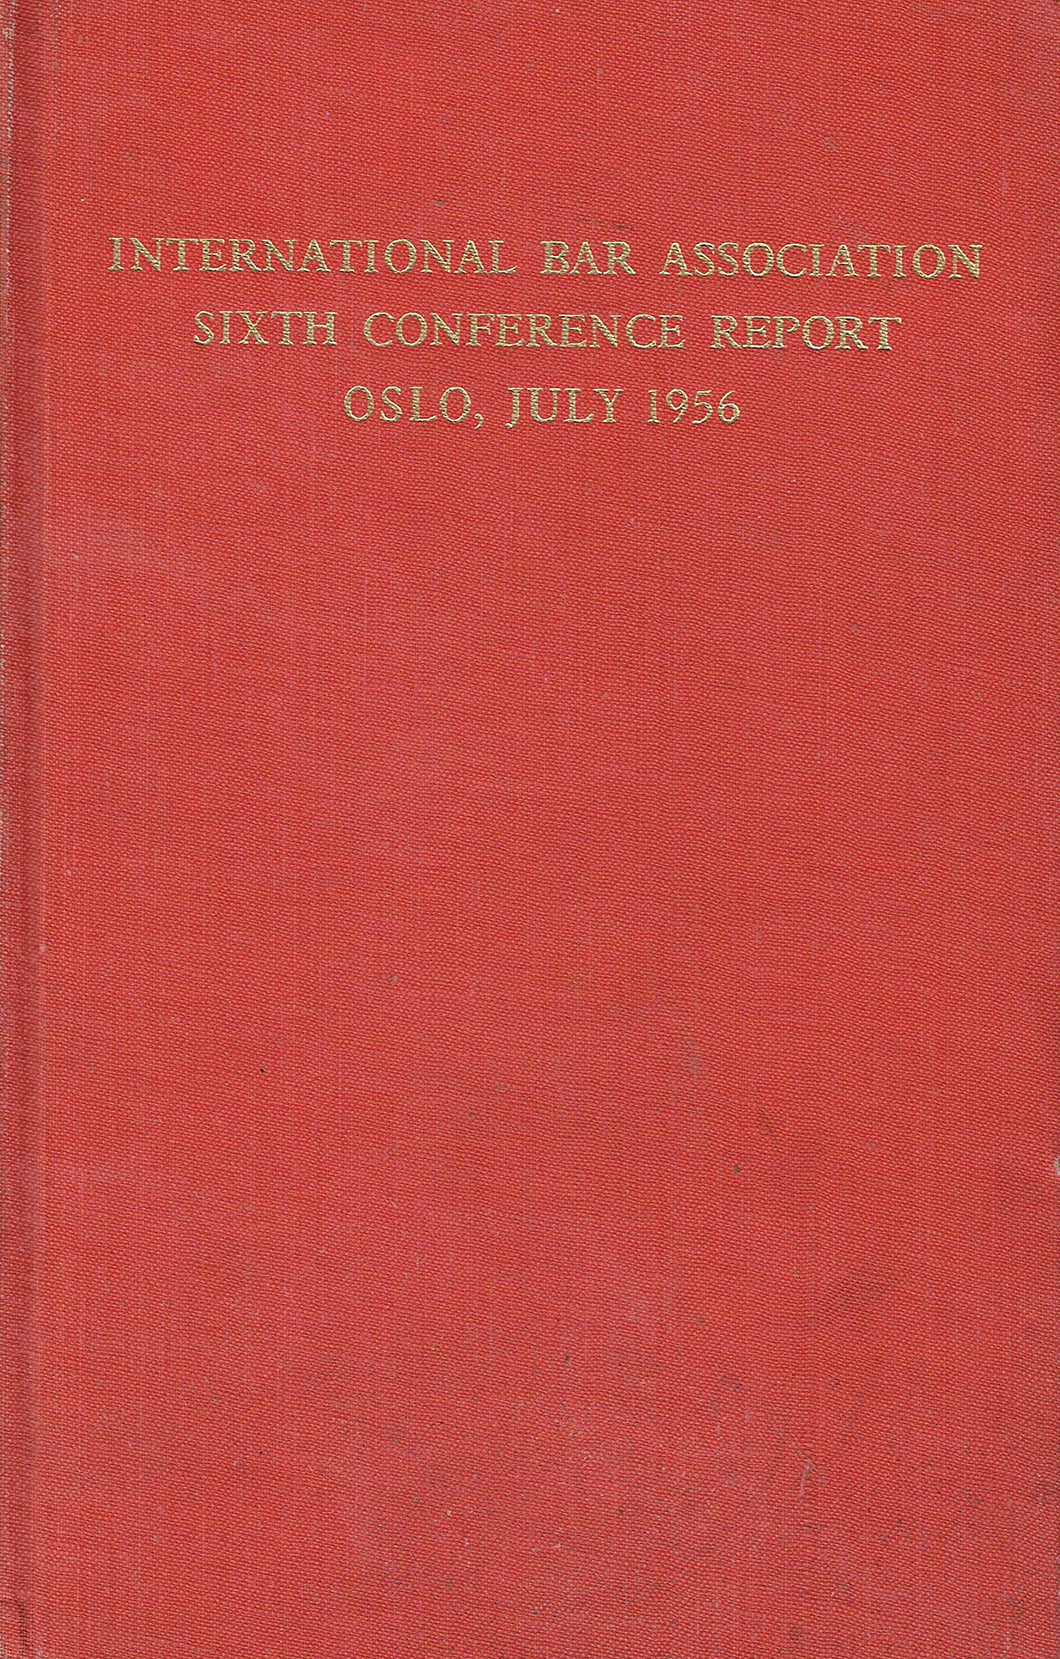 INTERNATIONAL BAR ASSOCIATION
SIXTH CONFERENCE REPORT
OSLO, JULY 1956